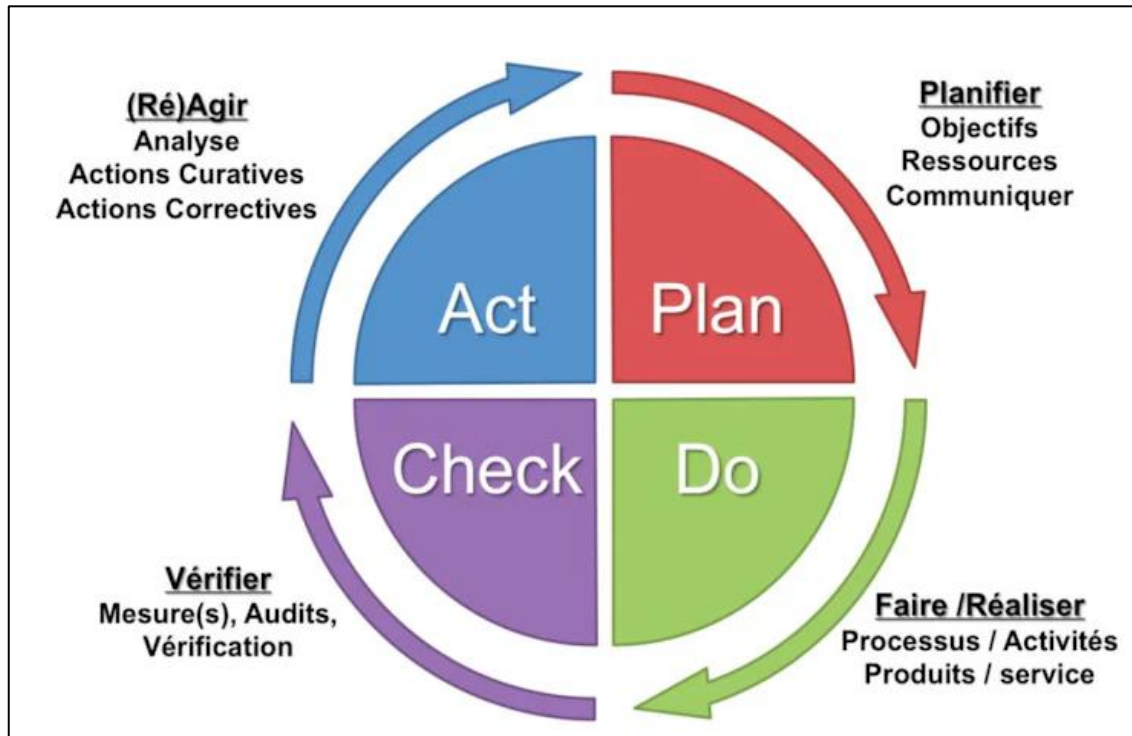 (Ré)Agir
Analyse
Actions Curatives
Actions Correctives
Planifier
Objectifs
Ressources
Communiquer
Act
Plan
Check
Do
Vérifier
Mesure(s), Audits,
Vérification
Faire /Réaliser
Processus / Activités
Produits / service